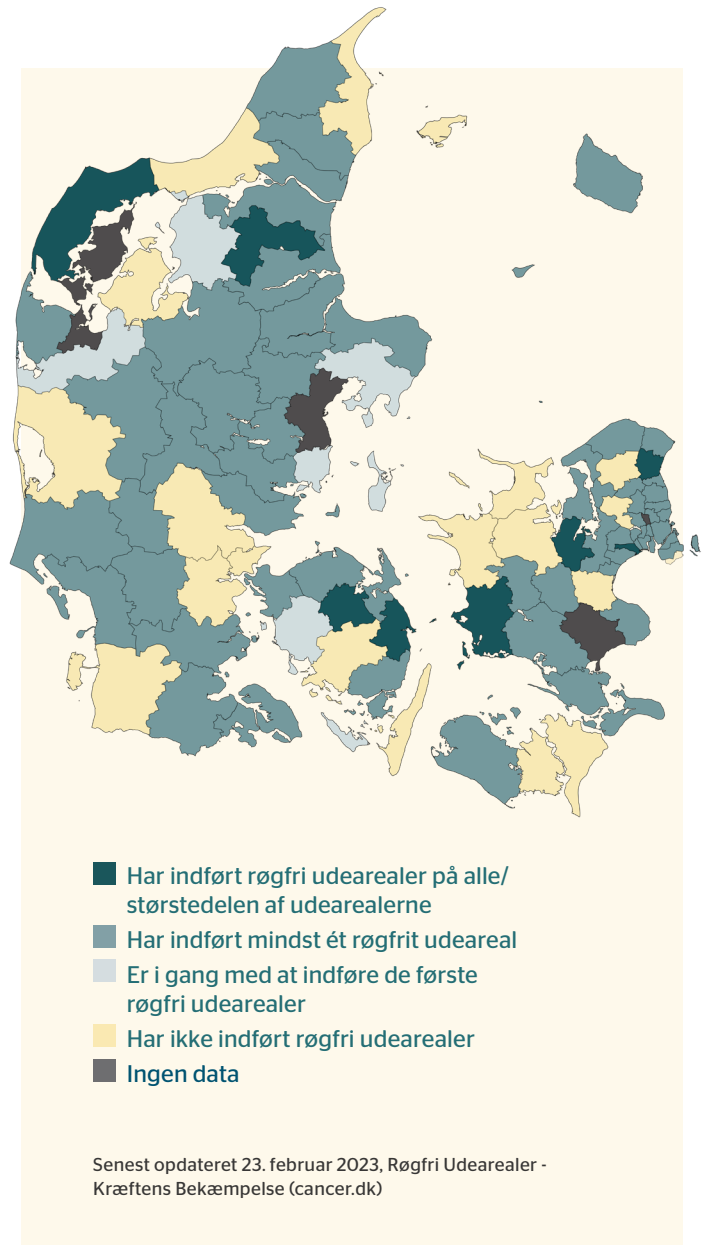 Har indført røgfri udearealer på alle/
størstedelen af udearealerne
Har indført mindst ét røgfrit udeareal
Er i gang med at indføre de første
røgfri udearealer
Har ikke indført røgfri udearealer
Ingen data
Senest opdateret 23. februar 2023, Røgfri Udearealer -
Kræftens Bekæmpelse (cancer.dk)